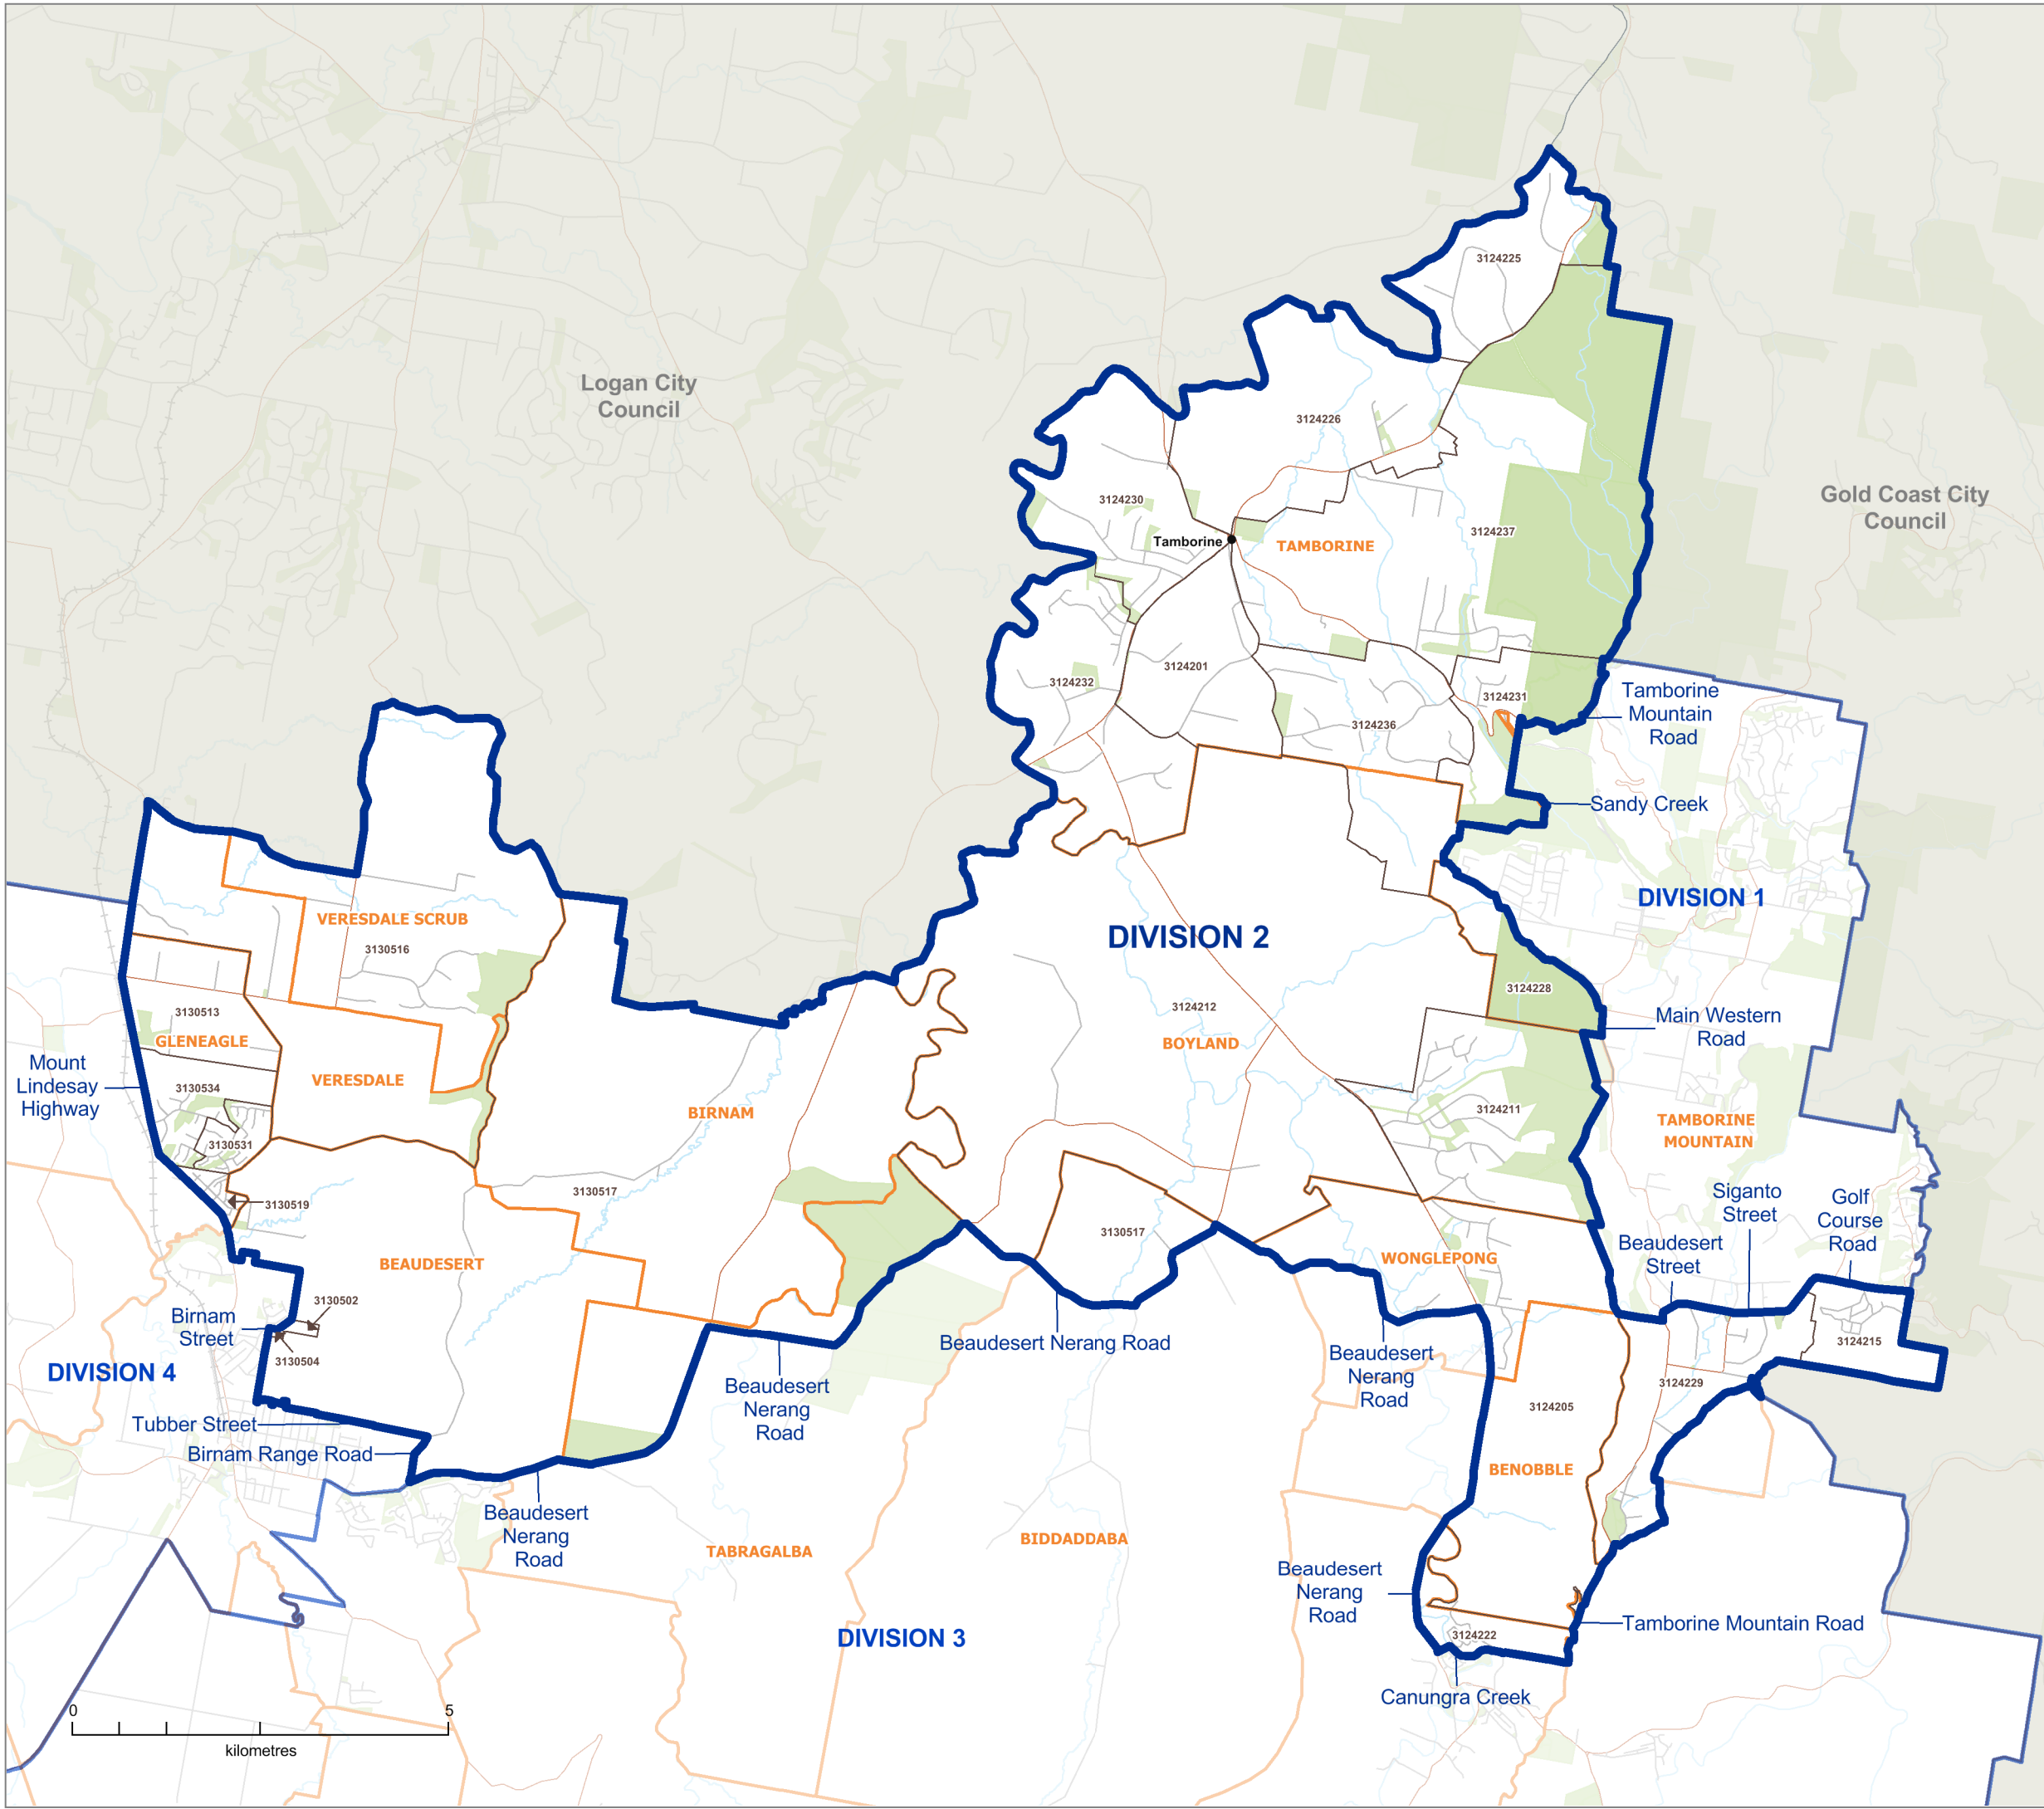 3124225
Logan City
Council
3124226
Gold Coast City
Council
3124230
3124237
Tamborine
TAMBORINE
3124201
3124232
3124231
3124236
Tamborine
Mountain
Road
Sandy Creek
DIVISION 1
VERESDALE SCRUB
3130516
DIVISION 2
3124228
3124212
3130513
GLENEAGLE
BOYLAND
Main Western
Road
Mount
Lindesay
Highway
3130534
VERESDALE
BIRNAM
3124211
TAMBORINE
MOUNTAIN
3130531
3130517
3130519
3130517
Siganto
Street
Golf
Course
Road
BEAUDESERT
WONGLEPONG
Beaudesert
Street
3130502
Birnam
Street
3130504
Beaudesert Nerang Road
3124215
DIVISION 4
Beaudesert
Nerang
Road
Beaudesert
Nerang
Road
3124229
3124205
Tubber Street
Birnam Range Road
BENOBBLE
Beaudesert
Nerang
Road
TABRAGALBA
BIDDADDABA
Beaudesert
Nerang
Road
DIVISION 3
3124222
Tamborine Mountain Road
Canungra Creek
0
5
kilometres